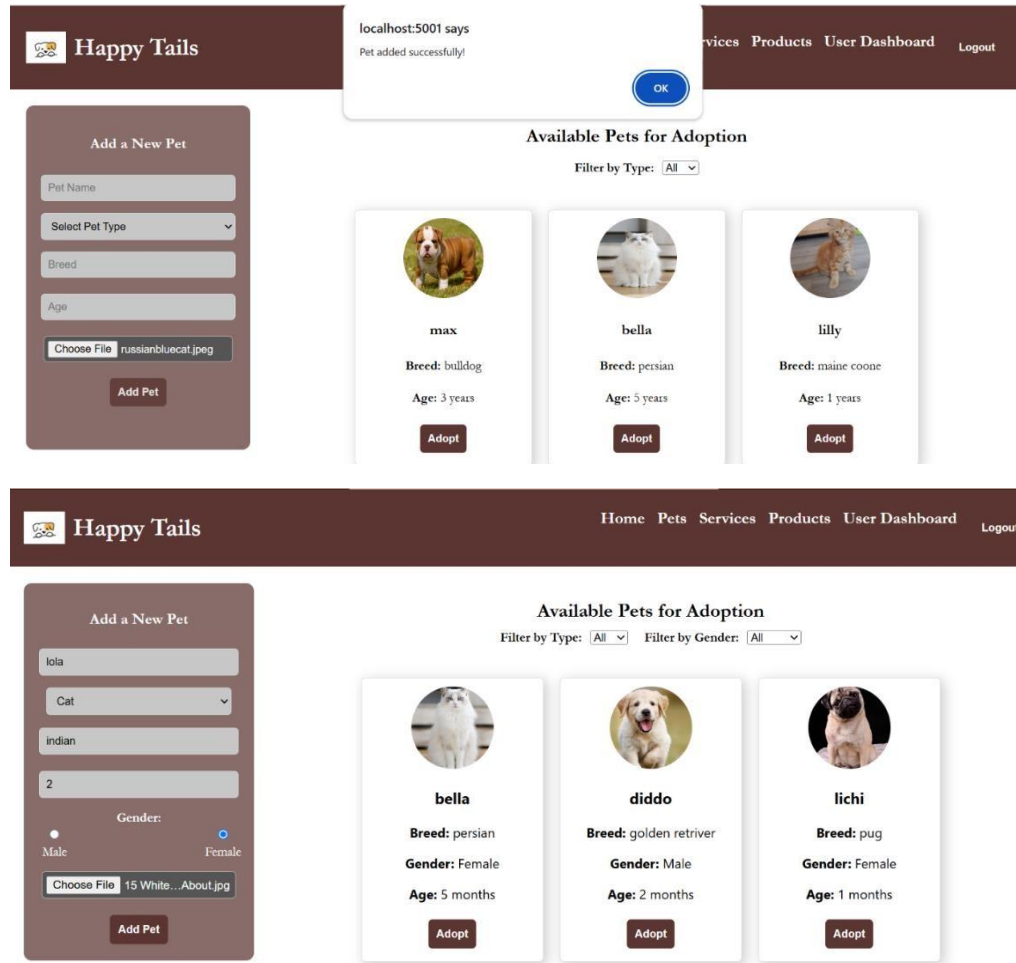 localhost:5001 says
Pet added successfully!
OK
Happy Tails
rvices Products User Dashboard Logout
Add a New Pet
Pet Name
Select Pet Type
Breed
Age
Choose File russianbluecat.jpeg
Add Pet
Available Pets for Adoption
Filter by Type: All
max bella lilly
Breed: bulldog Breed: persian Breed: maine coone
Age: 3 years Age: 5 years Age: 1 years
Adopt Adopt Adopt
Happy Tails
Home Pets Services Products User Dashboard Logout
Add a New Pet
lola
Cat
indian
2
Gender:
Male Female
Choose File 15 White...About.jpg
Add Pet
Available Pets for Adoption
Filter by Type: All Filter by Gender: All
bella diddo lichi
Breed: persian Breed: golden retriver Breed: pug
Gender: Female Gender: Male Gender: Female
Age: 5 months Age: 2 months Age: 1 months
Adopt Adopt Adopt